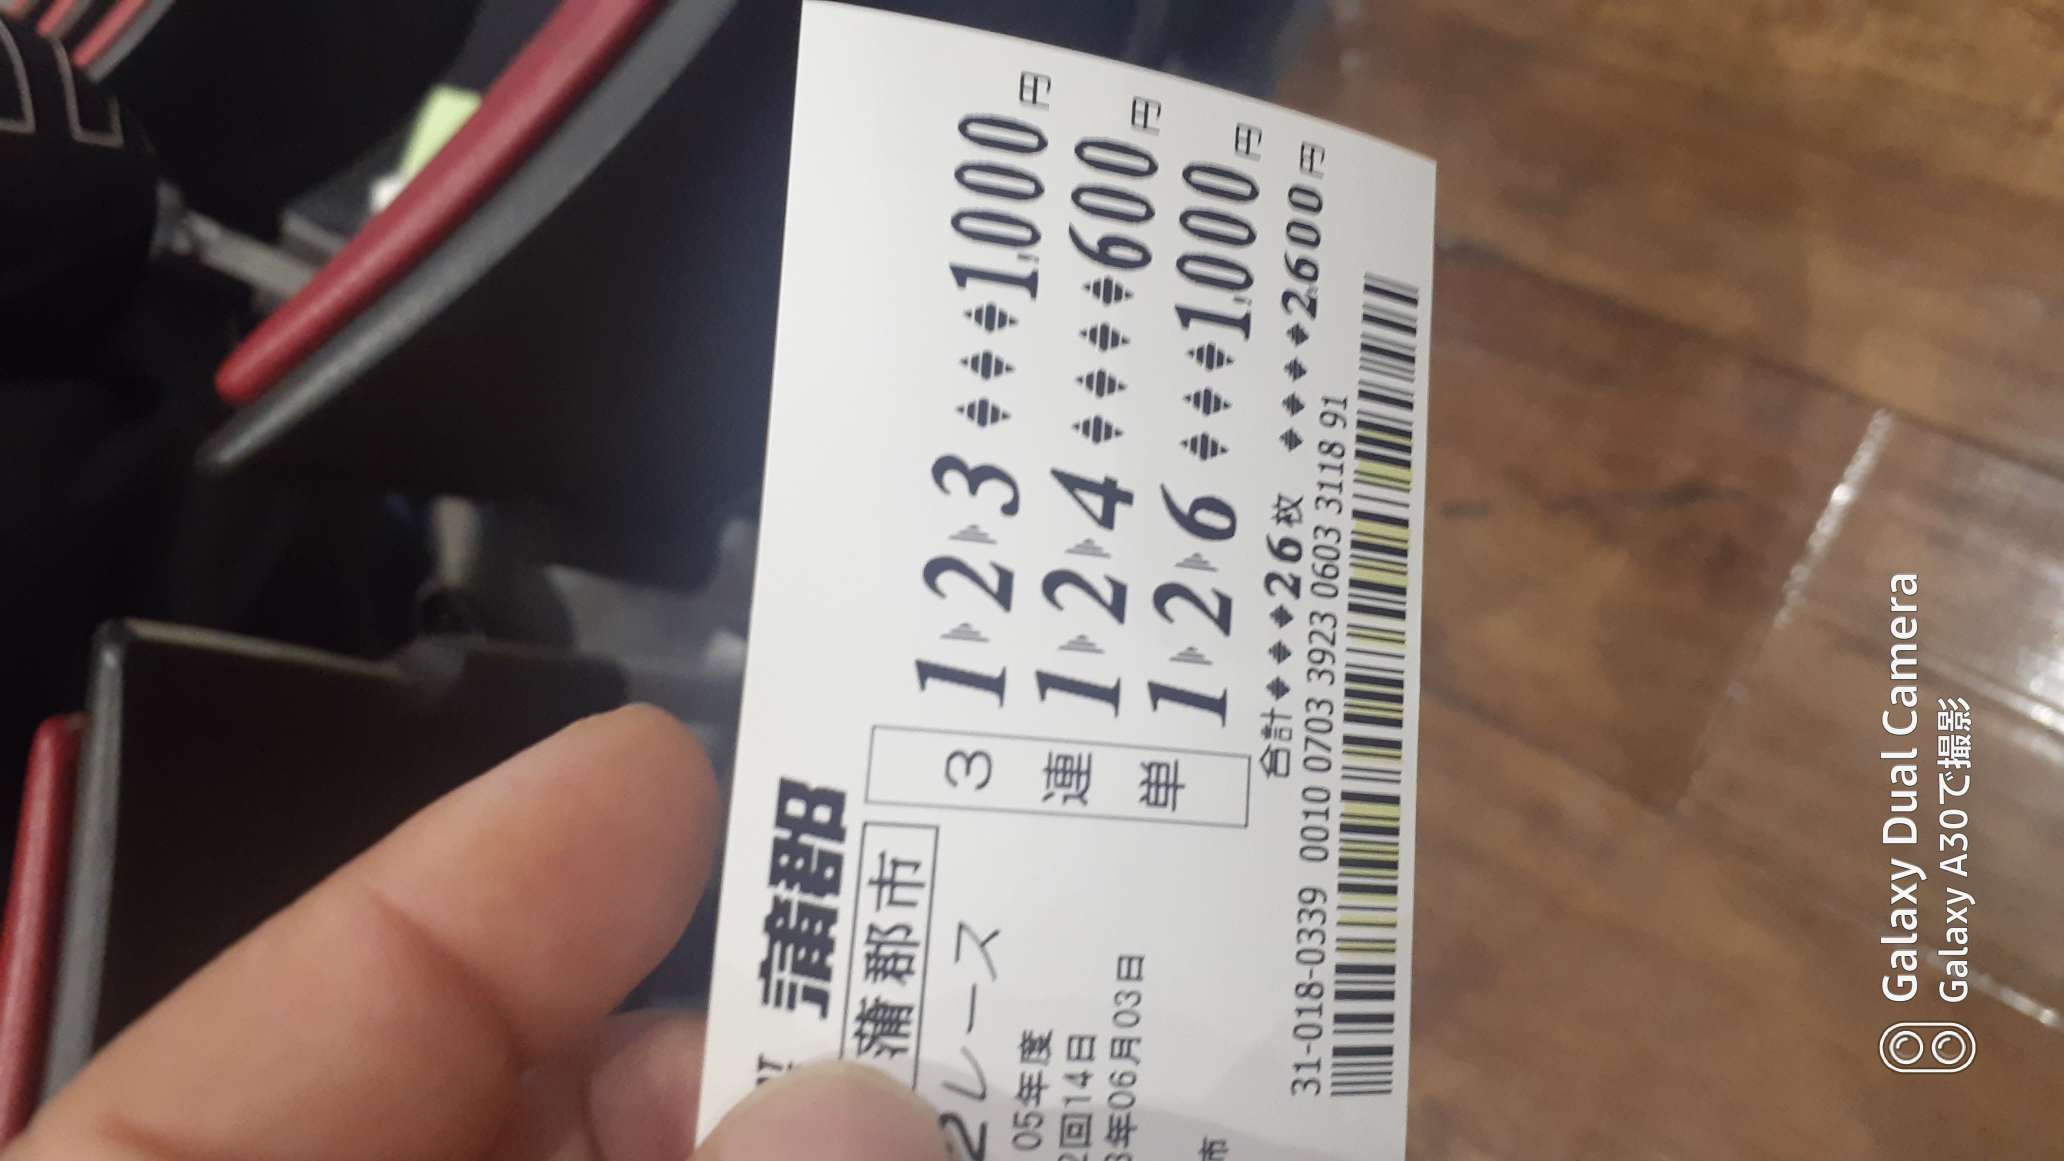 蒲郡
蒲郡市
2レース
05年度
2回14日
3年06月03日
市
3連単
1▷2▷3 ◆◆◆1,000円
1▷2▷4 ◆◆◆◆600円
1▷2▷6 ◆◆◆1,000円
合計◆◆◆26枚 ◆◆◆◆2,600円
31-018-0339 0010 0703 3923 0603 3118 91
Galaxy Dual Camera
Galaxy A30で撮影